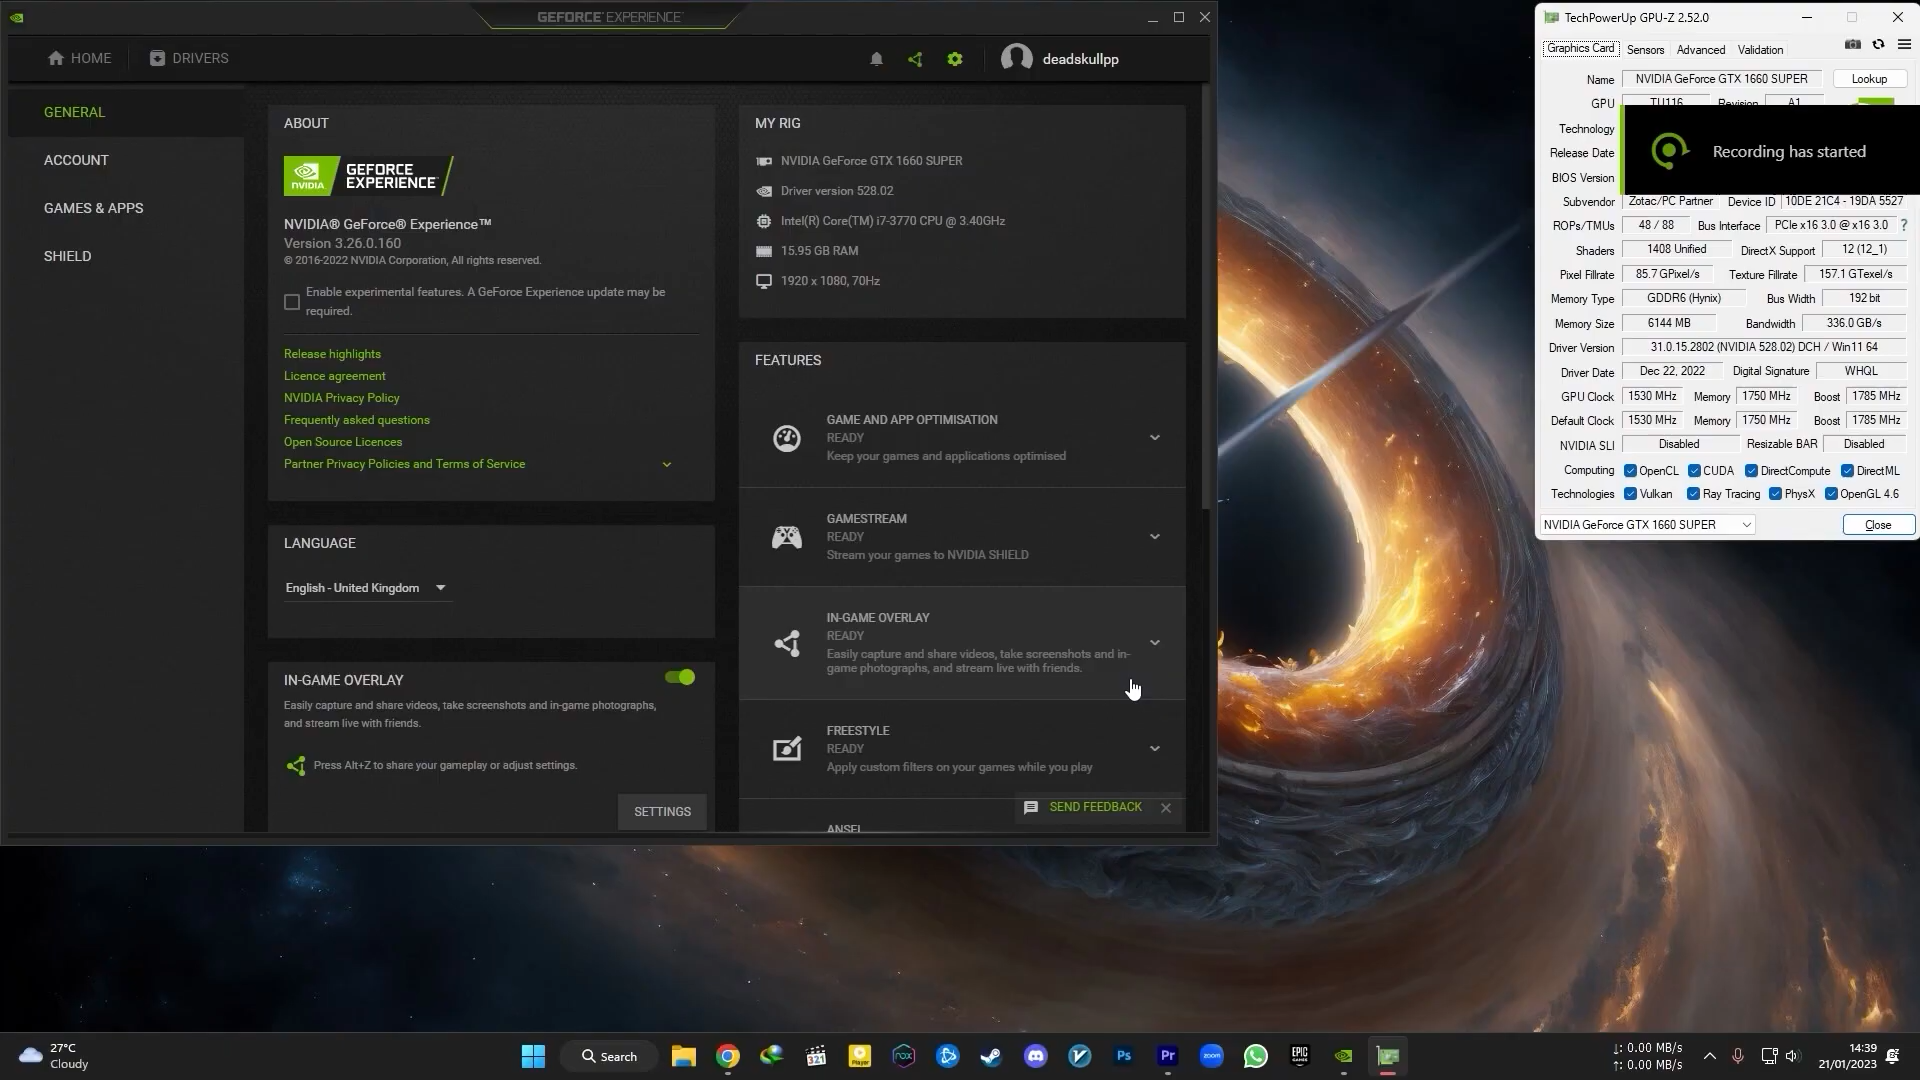 GEFORCE® EXPERIENCE™
HOME
DRIVERS
deadskullpp
GENERAL
ACCOUNT
GAMES & APPS
SHIELD
ABOUT
NVIDIA
GEFORCE
EXPERIENCE
NVIDIA® GeForce® Experience™
Version 3.26.0.160
© 2016-2022 NVIDIA Corporation, All rights reserved.
Enable experimental features. A GeForce Experience update may be
required.
Release highlights
Licence agreement
NVIDIA Privacy Policy
Frequently asked questions
Open Source Licences
Partner Privacy Policies and Terms of Service
LANGUAGE
English - United Kingdom
IN-GAME OVERLAY
Easily capture and share videos, take screenshots and in-game photographs,
and stream live with friends.
Press Alt+Z to share your gameplay or adjust settings.
SETTINGS
MY RIG
NVIDIA GeForce GTX 1660 SUPER
Driver version 528.02
Intel(R) Core(TM) i7-3770 CPU @ 3.40GHz
15.95 GB RAM
1920 x 1080, 70Hz
FEATURES
GAME AND APP OPTIMISATION
READY
Keep your games and applications optimised
GAMESTREAM
READY
Stream your games to NVIDIA SHIELD
IN-GAME OVERLAY
READY
Easily capture and share videos, take screenshots and in-
game photographs, and stream live with friends.
FREESTYLE
READY
Apply custom filters on your games while you play
ANSEL
SEND FEEDBACK
TechPowerUp GPU-Z 2.52.0
Graphics Card Sensors Advanced Validation
Name NVIDIA GeForce GTX 1660 SUPER Lookup
GPU TU116 Revision A1
Technology
Release Date
BIOS Version
Recording has started
Subvendor Zotac/PC Partner Device ID 10DE 21C4 - 19DA 5527
ROPs/TMUs 48 / 88 Bus Interface PCIe x16 3.0 @ x16 3.0 ?
Shaders 1408 Unified DirectX Support 12 (12_1)
Pixel Fillrate 85.7 GPixel/s Texture Fillrate 157.1 GTexel/s
Memory Type GDDR6 (Hynix) Bus Width 192 bit
Memory Size 6144 MB Bandwidth 336.0 GB/s
Driver Version 31.0.15.2802 (NVIDIA 528.02) DCH / Win11 64
Driver Date Dec 22, 2022 Digital Signature WHQL
GPU Clock 1530 MHz Memory 1750 MHz Boost 1785 MHz
Default Clock 1530 MHz Memory 1750 MHz Boost 1785 MHz
NVIDIA SLI Disabled Resizable BAR Disabled
Computing OpenCL CUDA DirectCompute DirectML
Technologies Vulkan Ray Tracing PhysX OpenGL 4.6
NVIDIA GeForce GTX 1660 SUPER Close
27°C
Cloudy
Search
321
Player
nox
Ps
Pr
zoom
EPIC
GAMES
↓: 0.00 MB/s
↑: 0.00 MB/s
14:39
21/01/2023